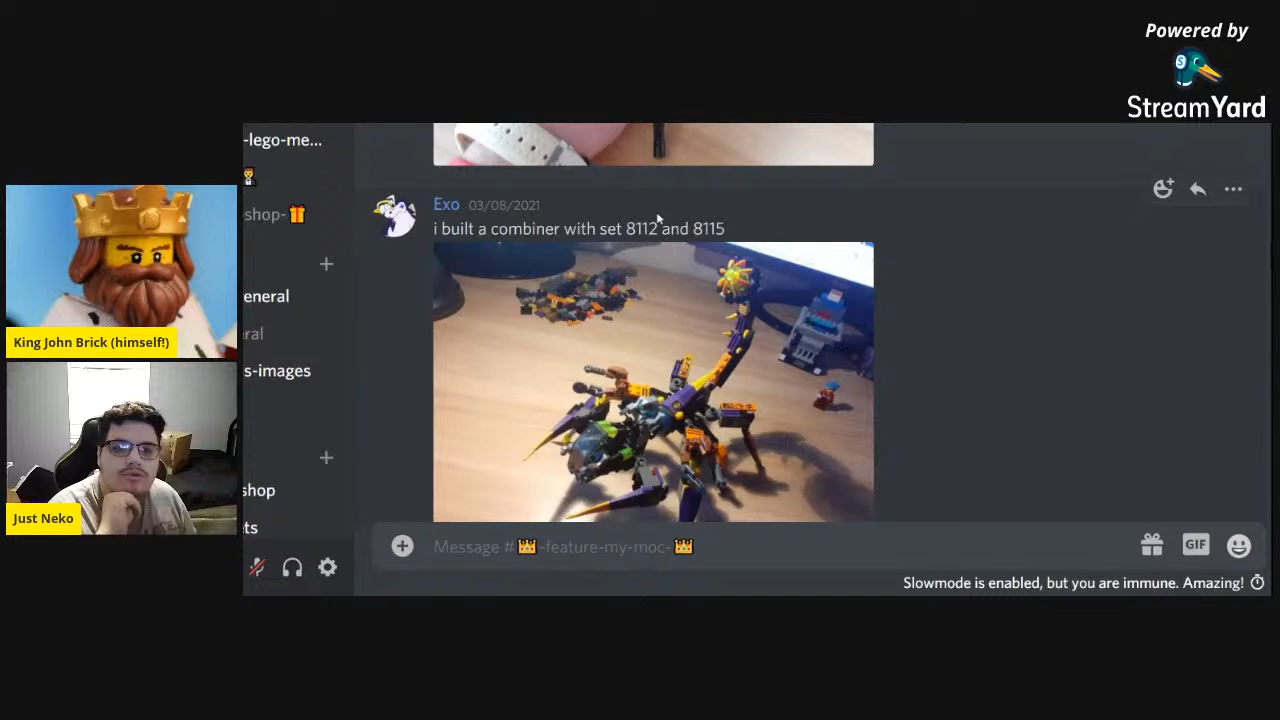 Powered by
StreamYard
-lego-me...
shop-🎁
eneral
ral
s-images
shop
ts
Exo 03/08/2021
i built a combiner with set 8112 and 8115
Message #👑-feature-my-moc-👑
GIF
Slowmode is enabled, but you are immune. Amazing!
King John Brick (himself!)
Just Neko